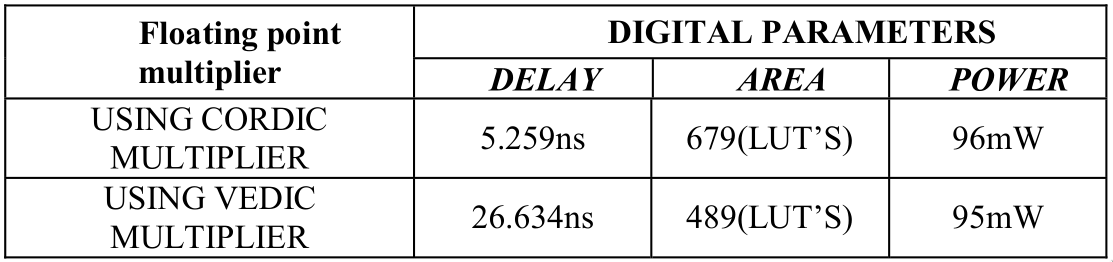 Floating point
multiplier
DIGITAL PARAMETERS
DELAY
AREA
POWER
USING CORDIC
MULTIPLIER
5.259ns
679(LUT’S)
96mW
USING VEDIC
MULTIPLIER
26.634ns
489(LUT’S)
95mW